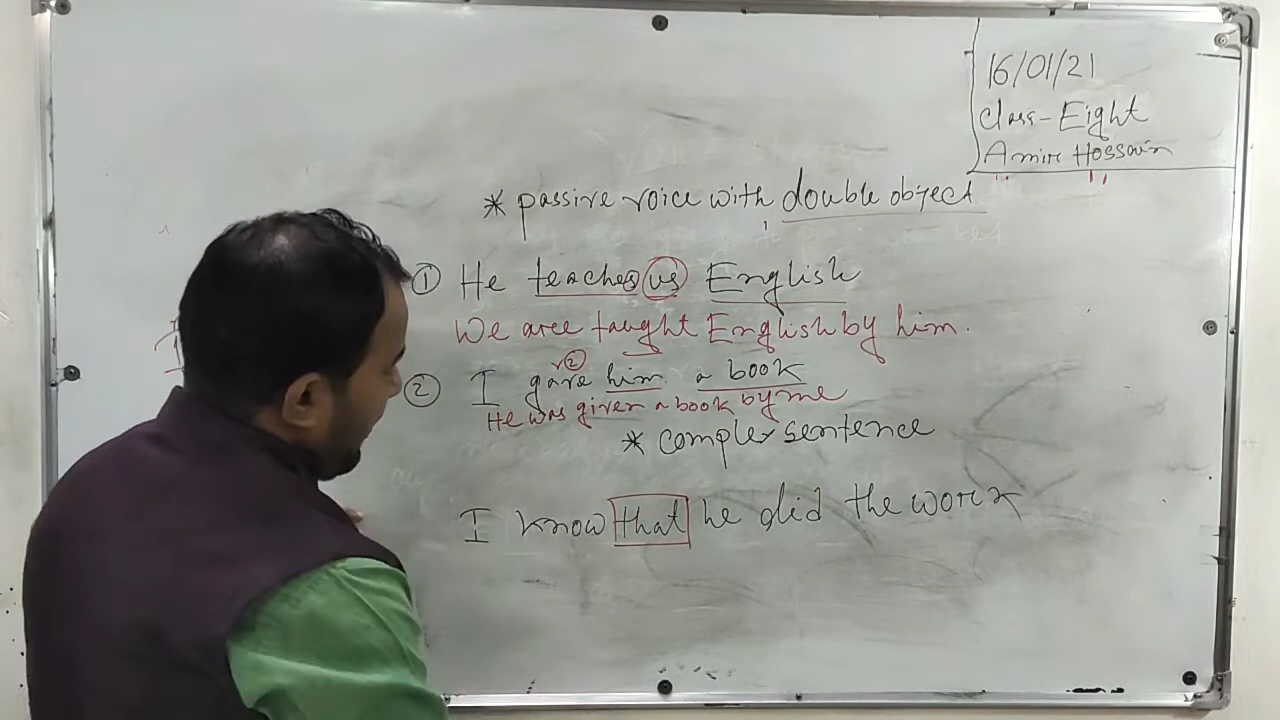 16/01/21
Class-Eight
Amir Hossain
* passive voice with double object
① He teaches us English
We are taught English by him.
②
② I gave him a book
He was given a book by me
* complex sentence
I know that he did the work